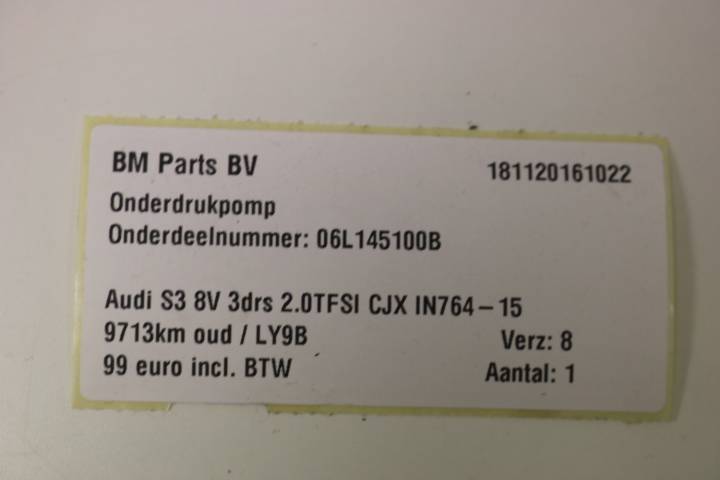 BM Parts BV 181120161022
Onderdrukpomp
Onderdeelnummer: 06L145100B
Audi S3 8V 3drs 2.0TFSI CJX IN764-15
9713km oud / LY9B Verz: 8
99 euro incl. BTW Aantal: 1